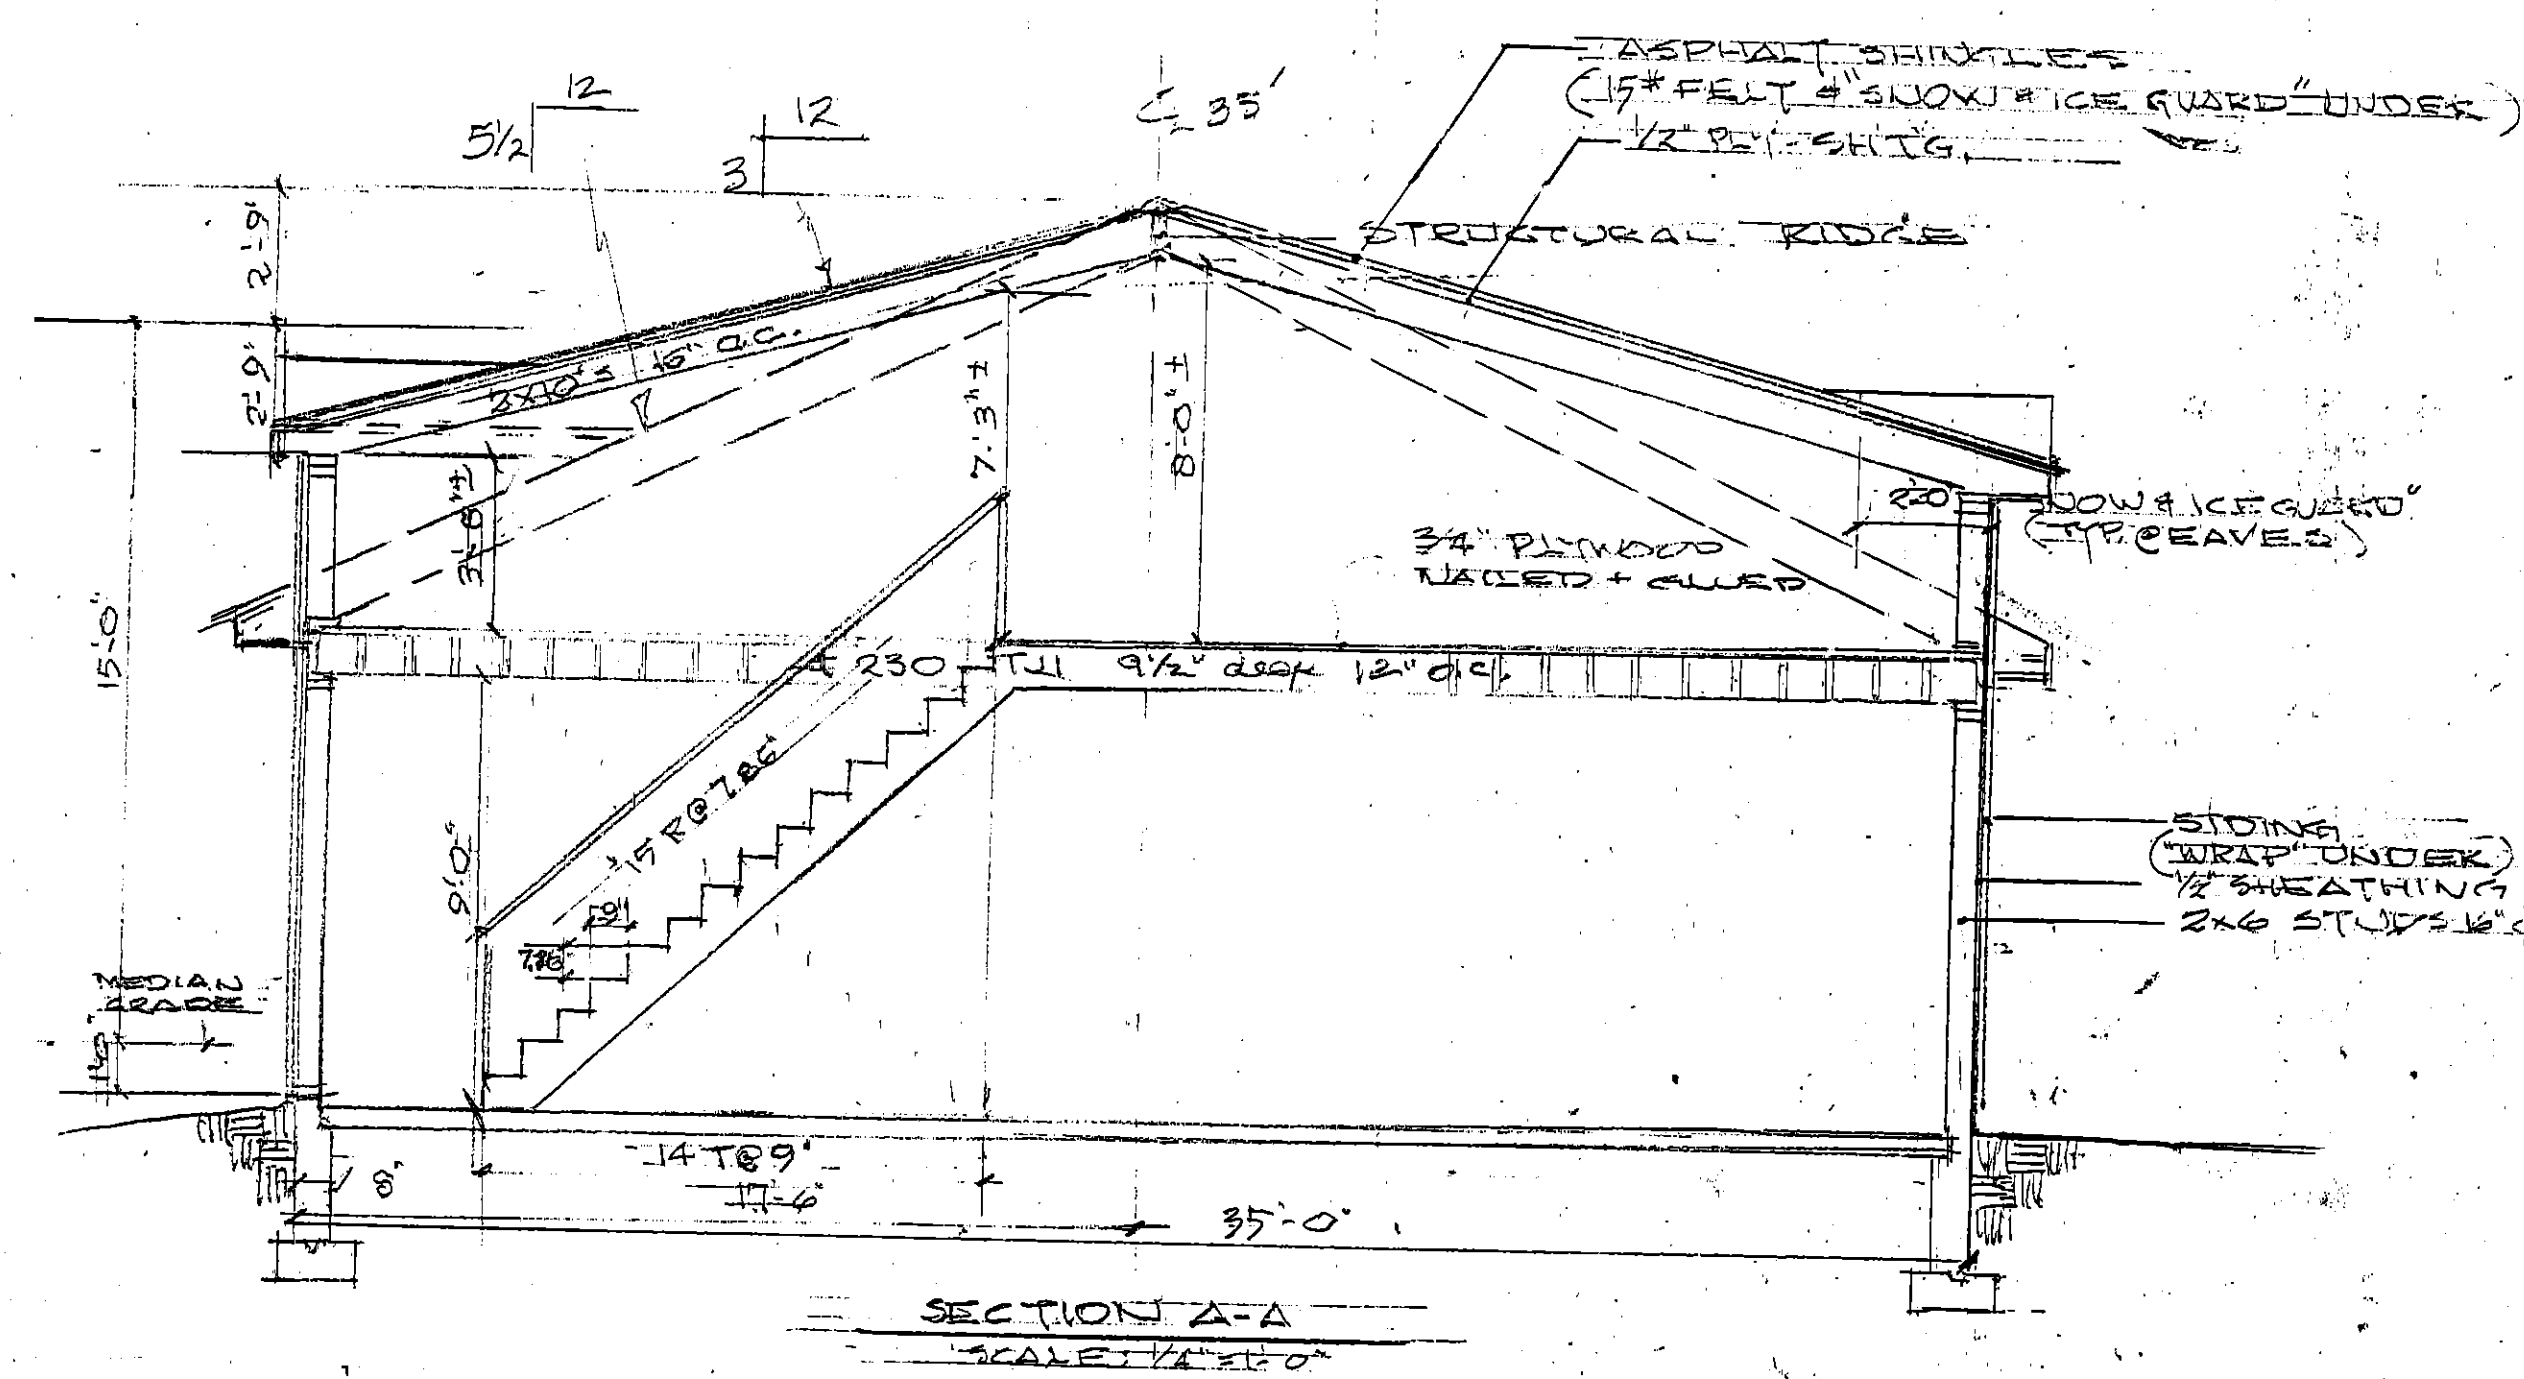 ASPHALT SHINGLES
(15# FELT & "SNOW & ICE GUARD" UNDER)
1/2" PLY-SHT'G.
12
5 1/2
12
3
℄ 35'
STRUCTURAL RIDGE
2'-9"
2'-9"
2x10's 16" o.c.
7'-3"±
8'-0"±
3'-6"±
2'-0"
"SNOW & ICE GUARD"
(TYP. @ EAVES)
3/4" PLYWOOD
NAILED + GLUED
15'-0"
230 TJI 9 1/2" deep 12" o.c.
15 R @ 7.86"
9'-0"
9"
7.86
SIDING
("WRAP" UNDER)
1/2" SHEATHING
2x6 STUDS 16"
MEDIAN
GRADE
8"
14 T @ 9"
35'-0"
SECTION A-A
SCALE: 1/4" = 1'-0"